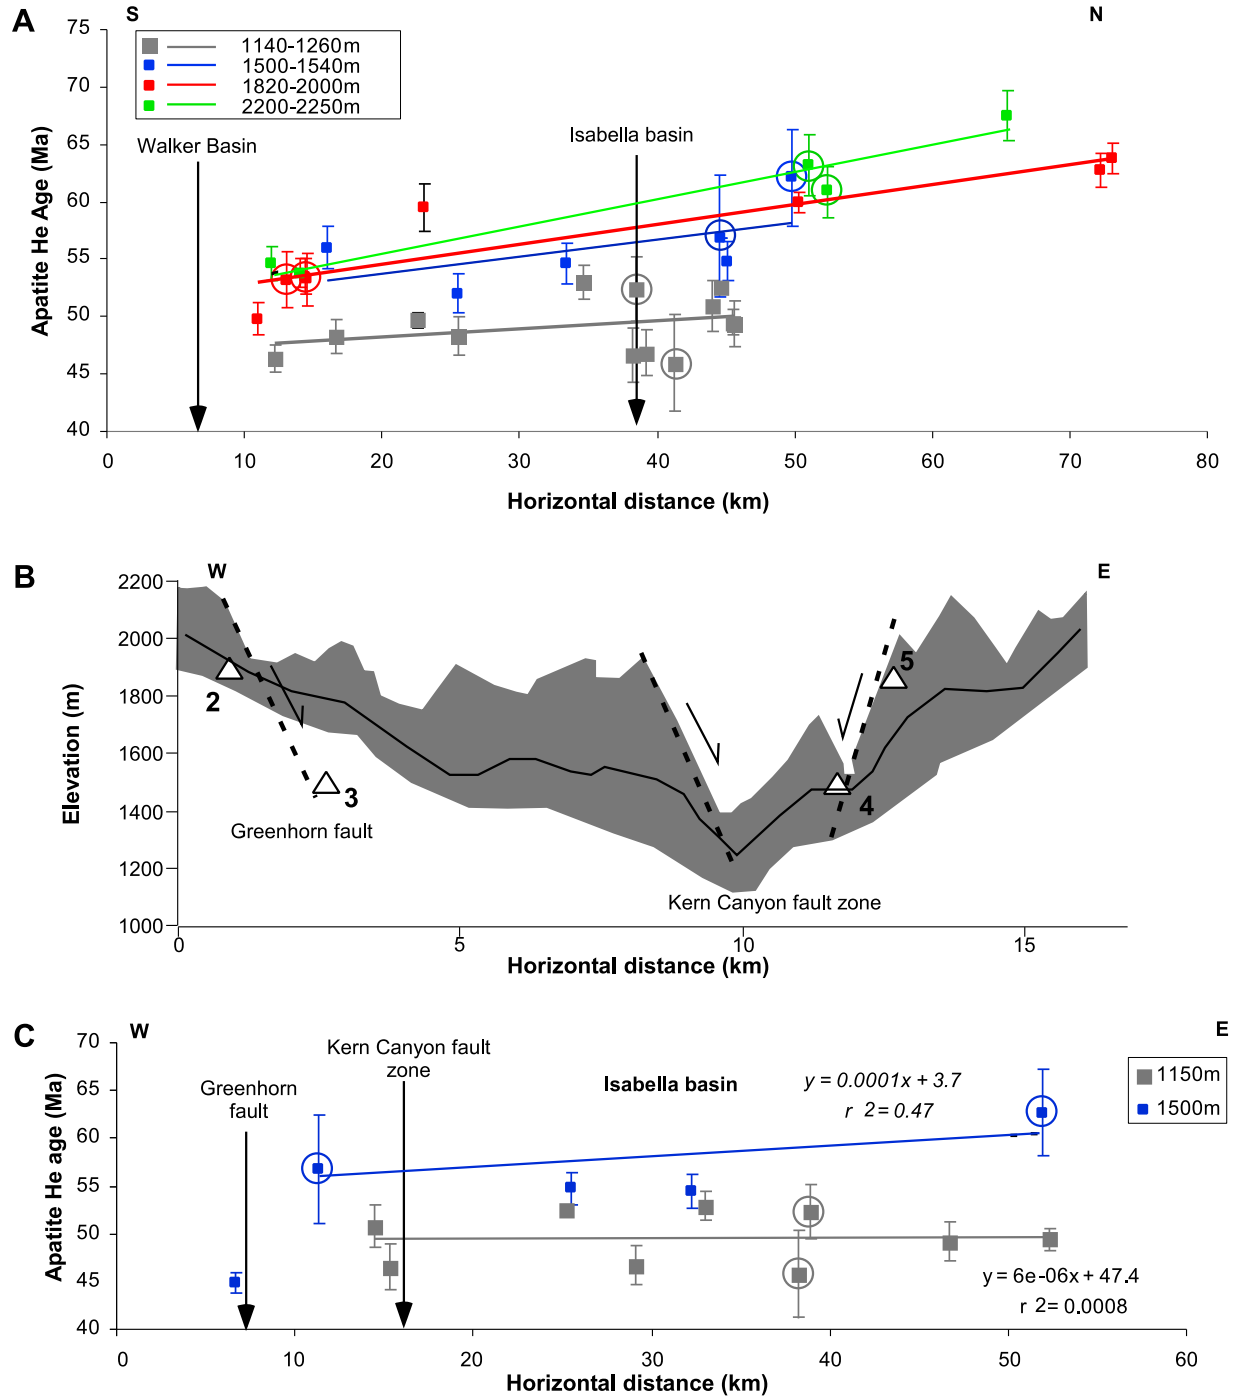 A
S
N
75
70
65
60
55
50
45
40
Apatite He Age (Ma)
1140-1260m
1500-1540m
1820-2000m
2200-2250m
Walker Basin
Isabella basin
0 10 20 30 40 50 60 70 80
Horizontal distance (km)
B
W
E
2200
2000
1800
1600
1400
1200
1000
Elevation (m)
2
3
5
4
Greenhorn fault
Kern Canyon fault zone
0 5 10 15
Horizontal distance (km)
C
W
E
70
65
60
55
50
45
40
Apatite He age (Ma)
Greenhorn
fault
Kern Canyon fault
zone
Isabella basin
y = 0.0001x + 3.7
r 2 = 0.47
1150m
1500m
y = 6e-06x + 47.4
r 2 = 0.0008
0 10 20 30 40 50 60
Horizontal distance (km)